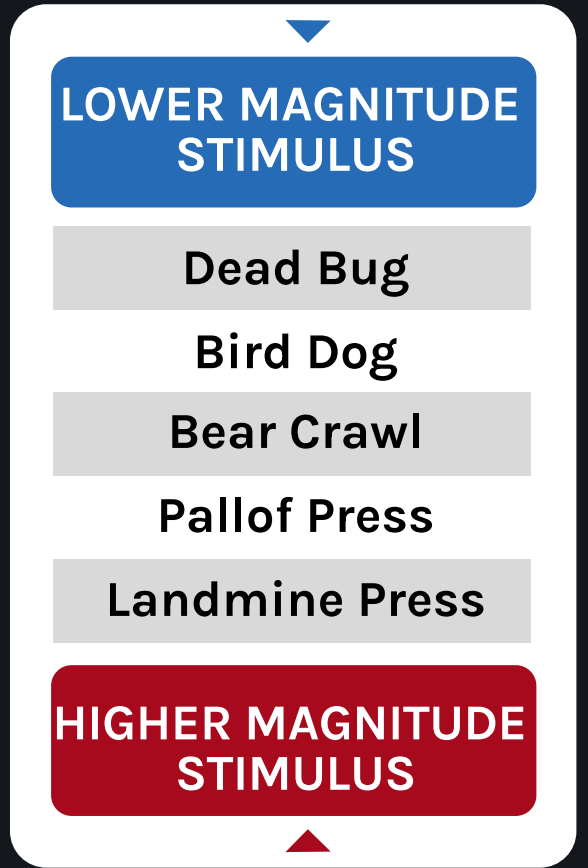 LOWER MAGNITUDE
STIMULUS
Dead Bug
Bird Dog
Bear Crawl
Pallof Press
Landmine Press
HIGHER MAGNITUDE
STIMULUS